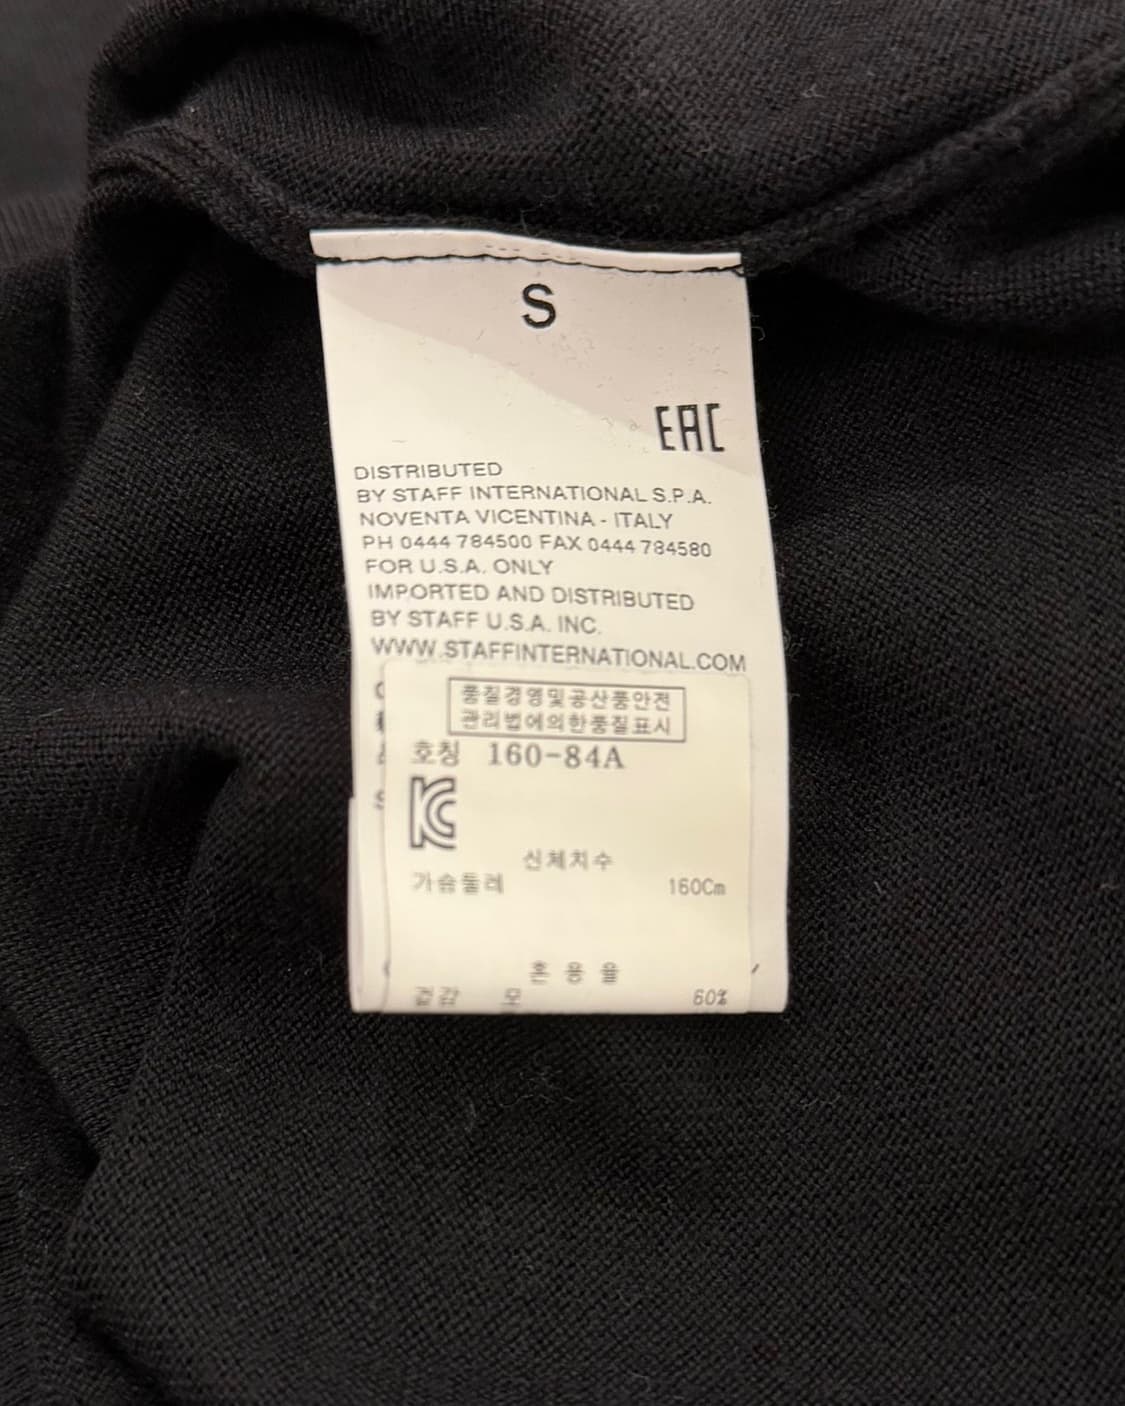 S
EAC
DISTRIBUTED
BY STAFF INTERNATIONAL S.P.A.
NOVENTA VICENTINA - ITALY
PH 0444 784500 FAX 0444 784580
FOR U.S.A. ONLY
IMPORTED AND DISTRIBUTED
BY STAFF U.S.A. INC.
WWW.STAFFINTERNATIONAL.COM
품질경영및공산품안전
관리법에의한품질표시
호칭 160-84A
KC
신체치수
가슴둘레 160Cm
혼용율
겉감 모 60%